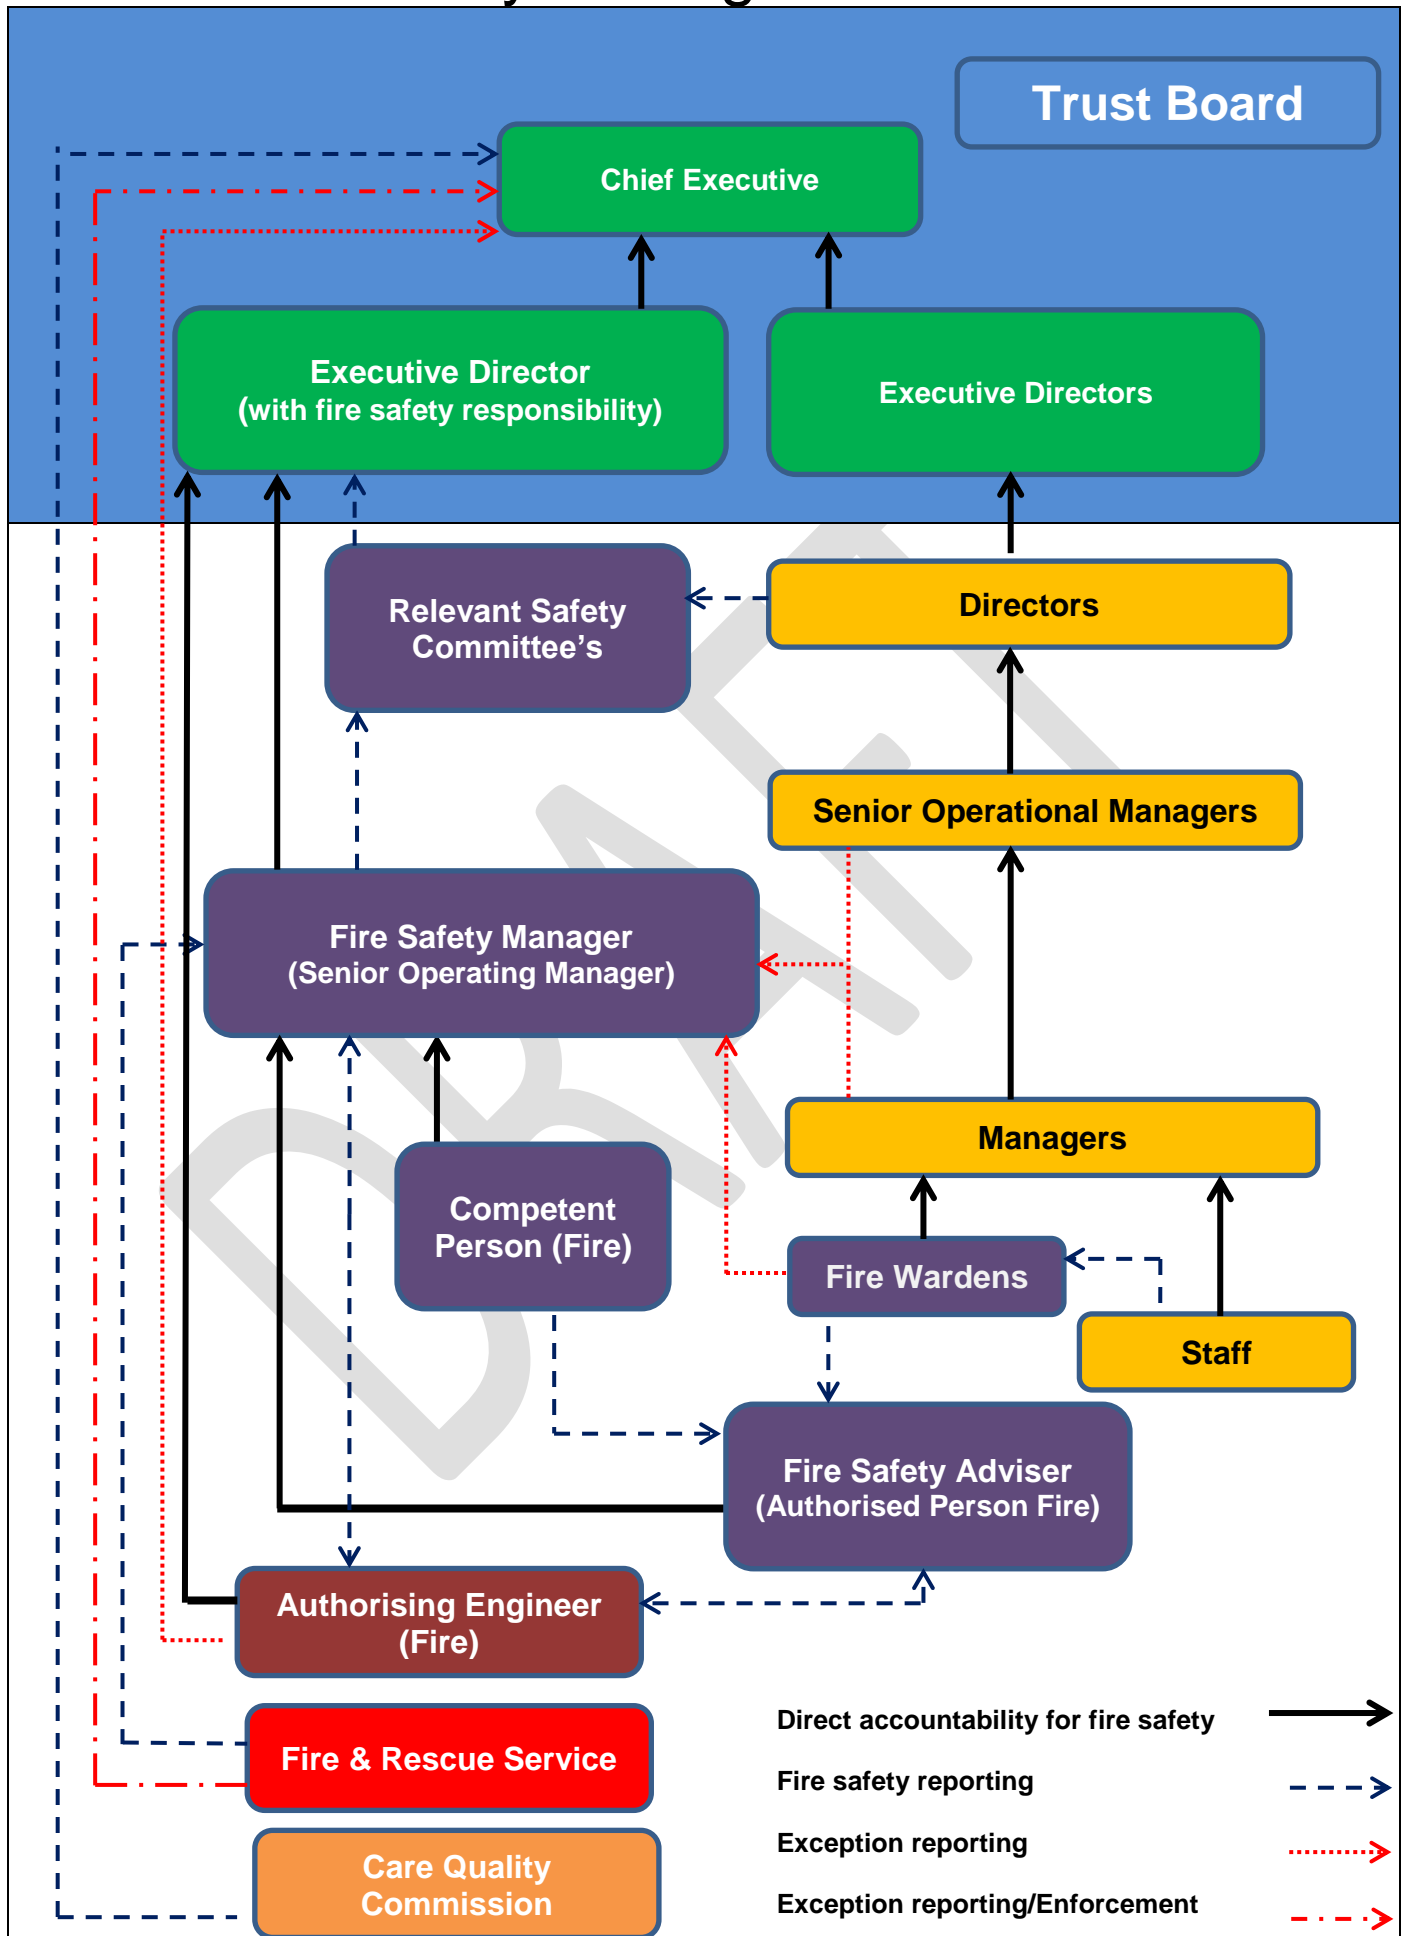 Trust Board
Chief Executive
Executive Director
(with fire safety responsibility)
Executive Directors
Relevant Safety
Committee’s
Directors
Senior Operational Managers
Fire Safety Manager
(Senior Operating Manager)
Managers
Competent
Person (Fire)
Fire Wardens
Staff
Fire Safety Adviser
(Authorised Person Fire)
Authorising Engineer
(Fire)
Fire & Rescue Service
Care Quality
Commission
Direct accountability for fire safety
Fire safety reporting
Exception reporting
Exception reporting/Enforcement
DRAFT